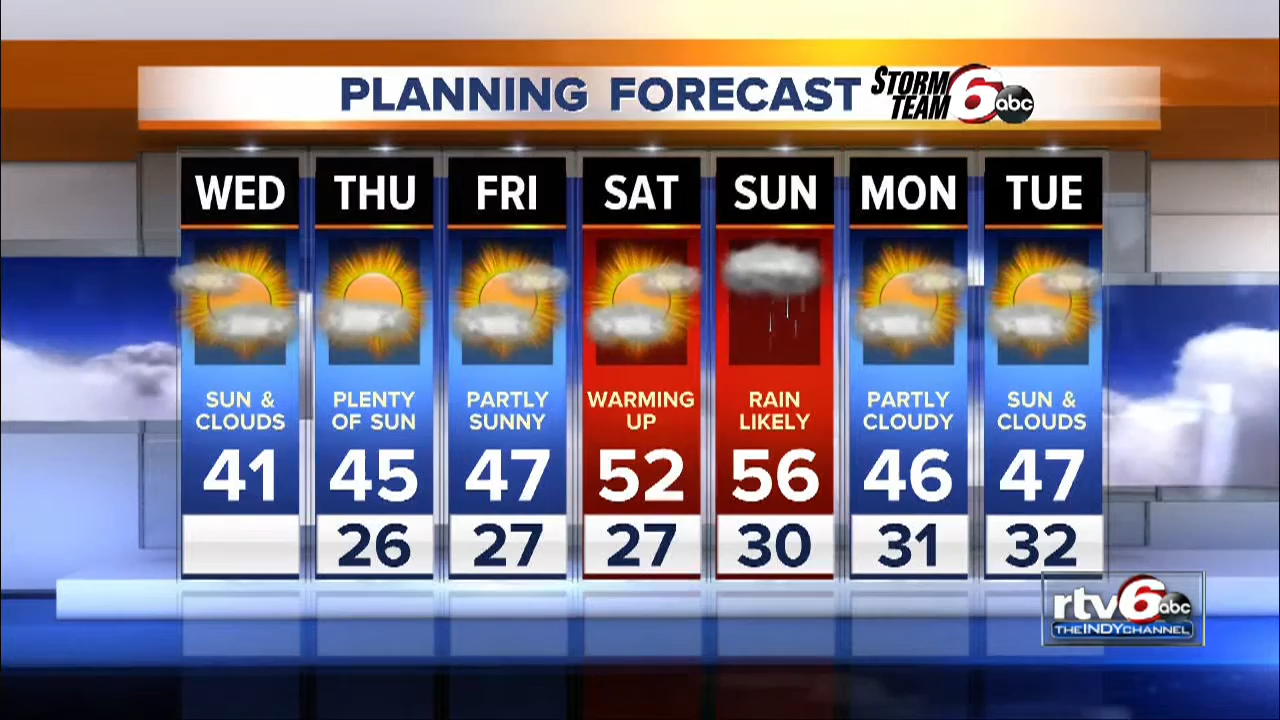 PLANNING FORECAST
STORM
TEAM
6
abc
WED THU FRI SAT SUN MON TUE
SUN &
CLOUDS
PLENTY
OF SUN
PARTLY
SUNNY
WARMING
UP
RAIN
LIKELY
PARTLY
CLOUDY
SUN &
CLOUDS
41 45 47 52 56 46 47
26 27 27 30 31 32
rtv6 abc
THEINDYCHANNEL